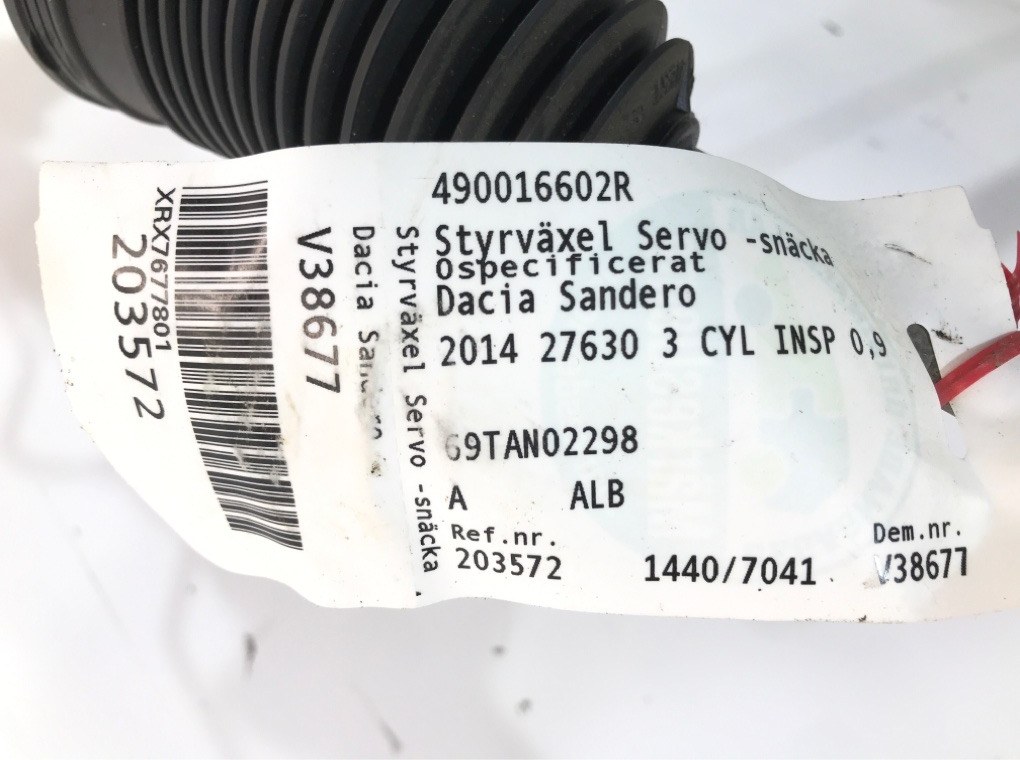 490016602R
Styrväxel Servo -snäcka
Ospecificerat
Dacia Sandero
2014 27630 3 CYL INSP 0,9
69TAN02298
A ALB
Ref.nr.
203572
1440/7041
Dem.nr.
V38677
Styrväxel Servo -snäcka
Dacia Sandero
V38677
XRX7677801
203572